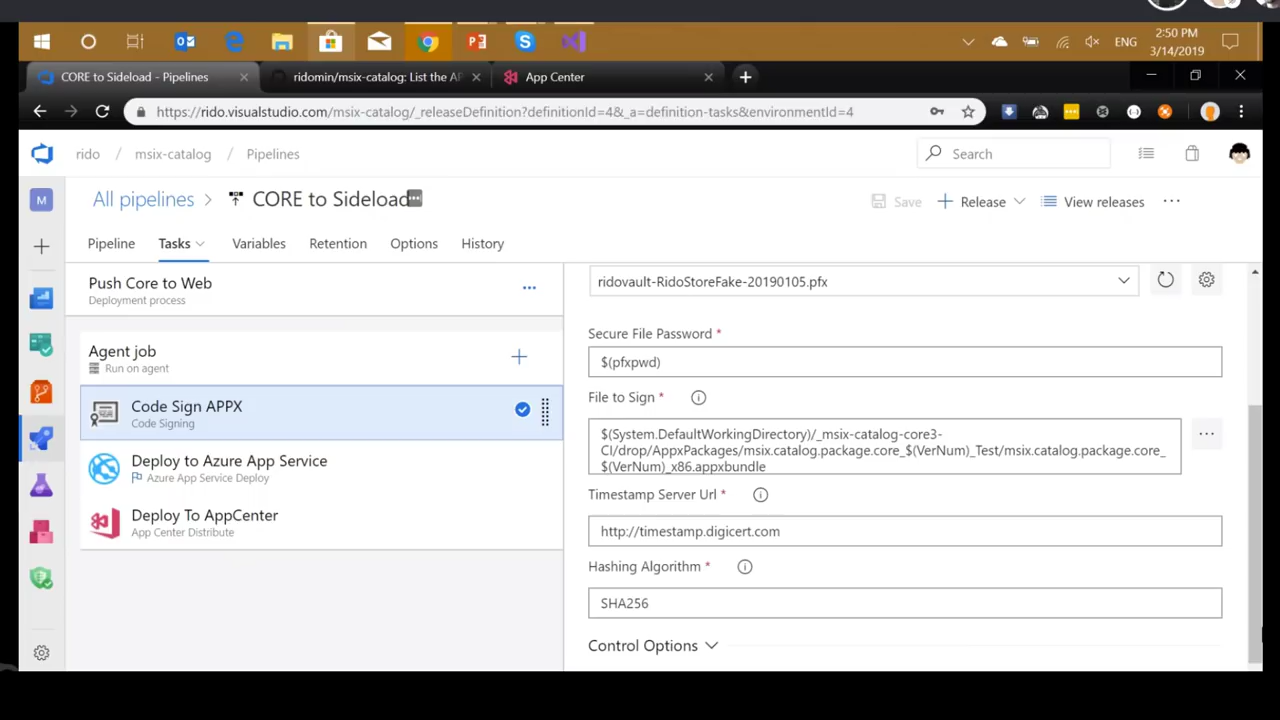 2:50 PM
ENG
3/14/2019
CORE to Sideload - Pipelines
ridomin/msix-catalog: List the AF
App Center
https://rido.visualstudio.com/msix-catalog/_releaseDefinition?definitionId=4&_a=definition-tasks&environmentId=4
rido / msix-catalog / Pipelines
Search
M
All pipelines > CORE to Sideload
Save
Release
View releases
Pipeline
Tasks
Variables
Retention
Options
History
Push Core to Web
Deployment process
Agent job
Run on agent
Code Sign APPX
Code Signing
Deploy to Azure App Service
Azure App Service Deploy
Deploy To AppCenter
App Center Distribute
ridovault-RidoStoreFake-20190105.pfx
Secure File Password *
$(pfxpwd)
File to Sign *
$(System.DefaultWorkingDirectory)/_msix-catalog-core3-
CI/drop/AppxPackages/msix.catalog.package.core_$(VerNum)_Test/msix.catalog.package.core_
$(VerNum)_x86.appxbundle
Timestamp Server Url *
http://timestamp.digicert.com
Hashing Algorithm *
SHA256
Control Options